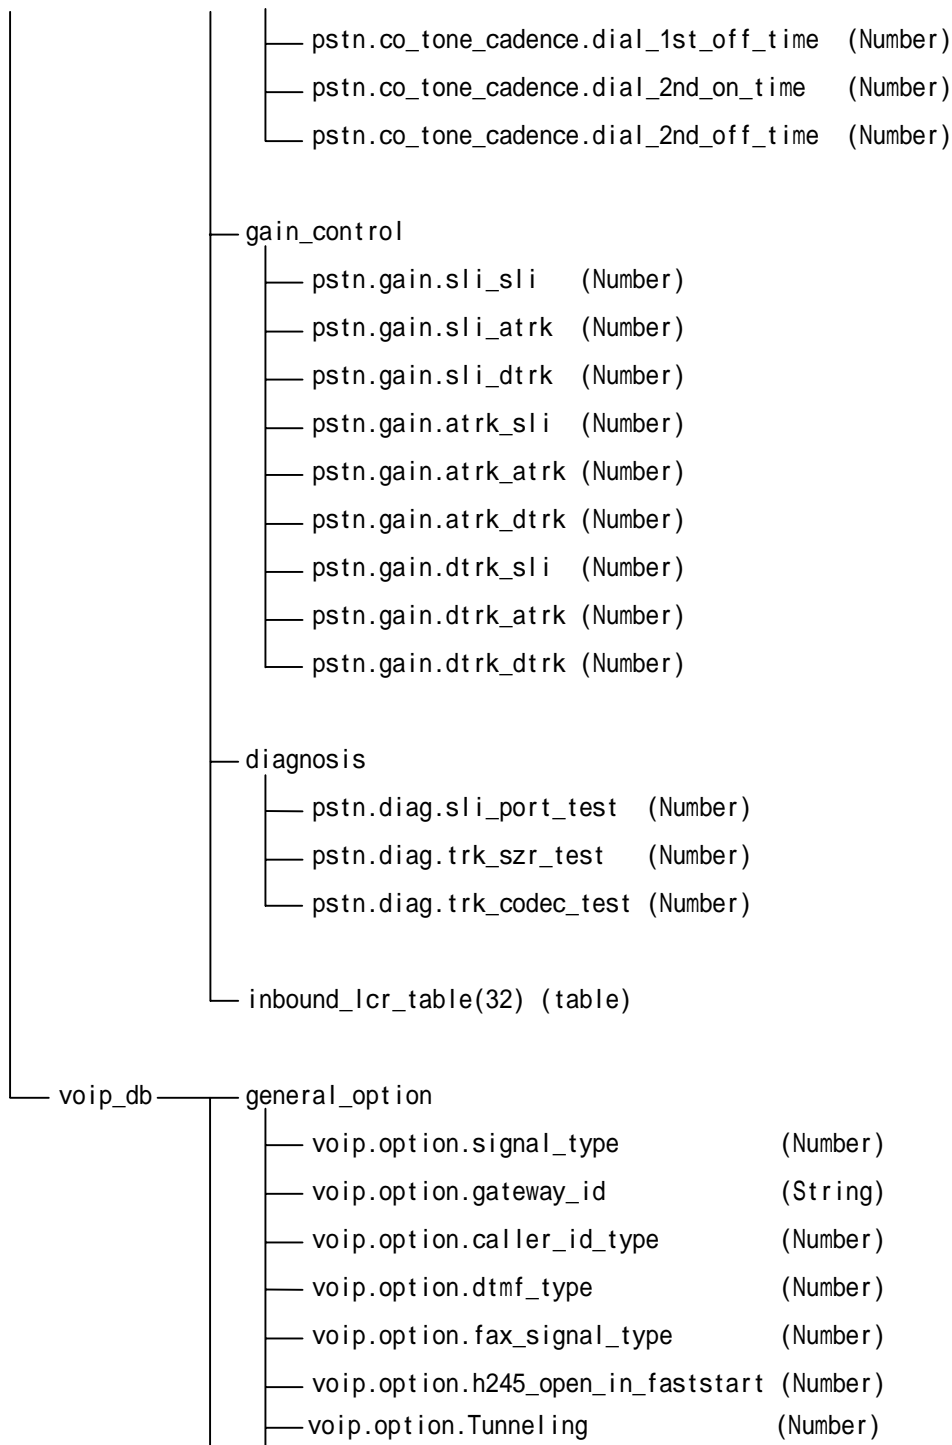 pstn.co_tone_cadence.dial_1st_off_time (Number)
pstn.co_tone_cadence.dial_2nd_on_time (Number)
pstn.co_tone_cadence.dial_2nd_off_time (Number)
gain_control
pstn.gain.sli_sli (Number)
pstn.gain.sli_atrk (Number)
pstn.gain.sli_dtrk (Number)
pstn.gain.atrk_sli (Number)
pstn.gain.atrk_atrk (Number)
pstn.gain.atrk_dtrk (Number)
pstn.gain.dtrk_sli (Number)
pstn.gain.dtrk_atrk (Number)
pstn.gain.dtrk_dtrk (Number)
diagnosis
pstn.diag.sli_port_test (Number)
pstn.diag.trk_szr_test (Number)
pstn.diag.trk_codec_test (Number)
inbound_lcr_table(32) (table)
voip_db general_option
voip.option.signal_type (Number)
voip.option.gateway_id (String)
voip.option.caller_id_type (Number)
voip.option.dtmf_type (Number)
voip.option.fax_signal_type (Number)
voip.option.h245_open_in_faststart (Number)
voip.option.Tunneling (Number)